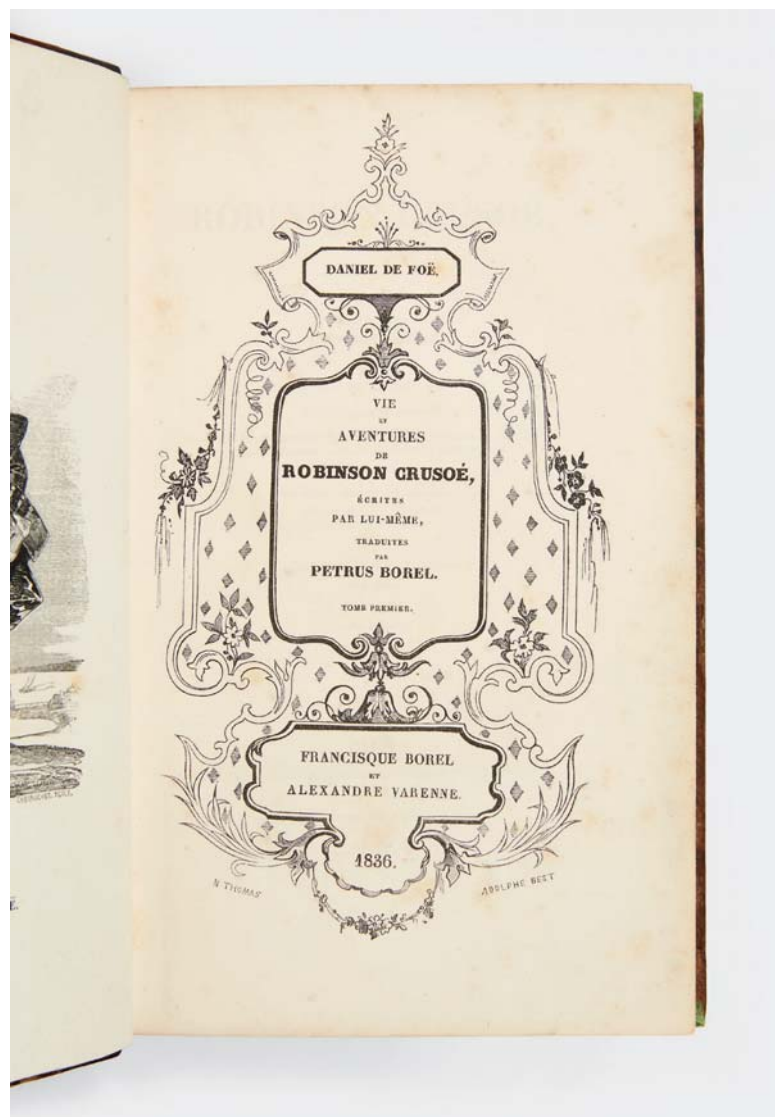 DANIEL DE FOË,
VIE
ET
AVENTURES
DE
ROBINSON CRUSOÉ,
ÉCRITES
PAR LUI-MÊME,
TRADUITES
PAR
PETRUS BOREL.
TOME PREMIER.
FRANCISQUE BOREL
ET
ALEXANDRE VARENNE.
1836.
N THOMAS
ADOLPHE BEST